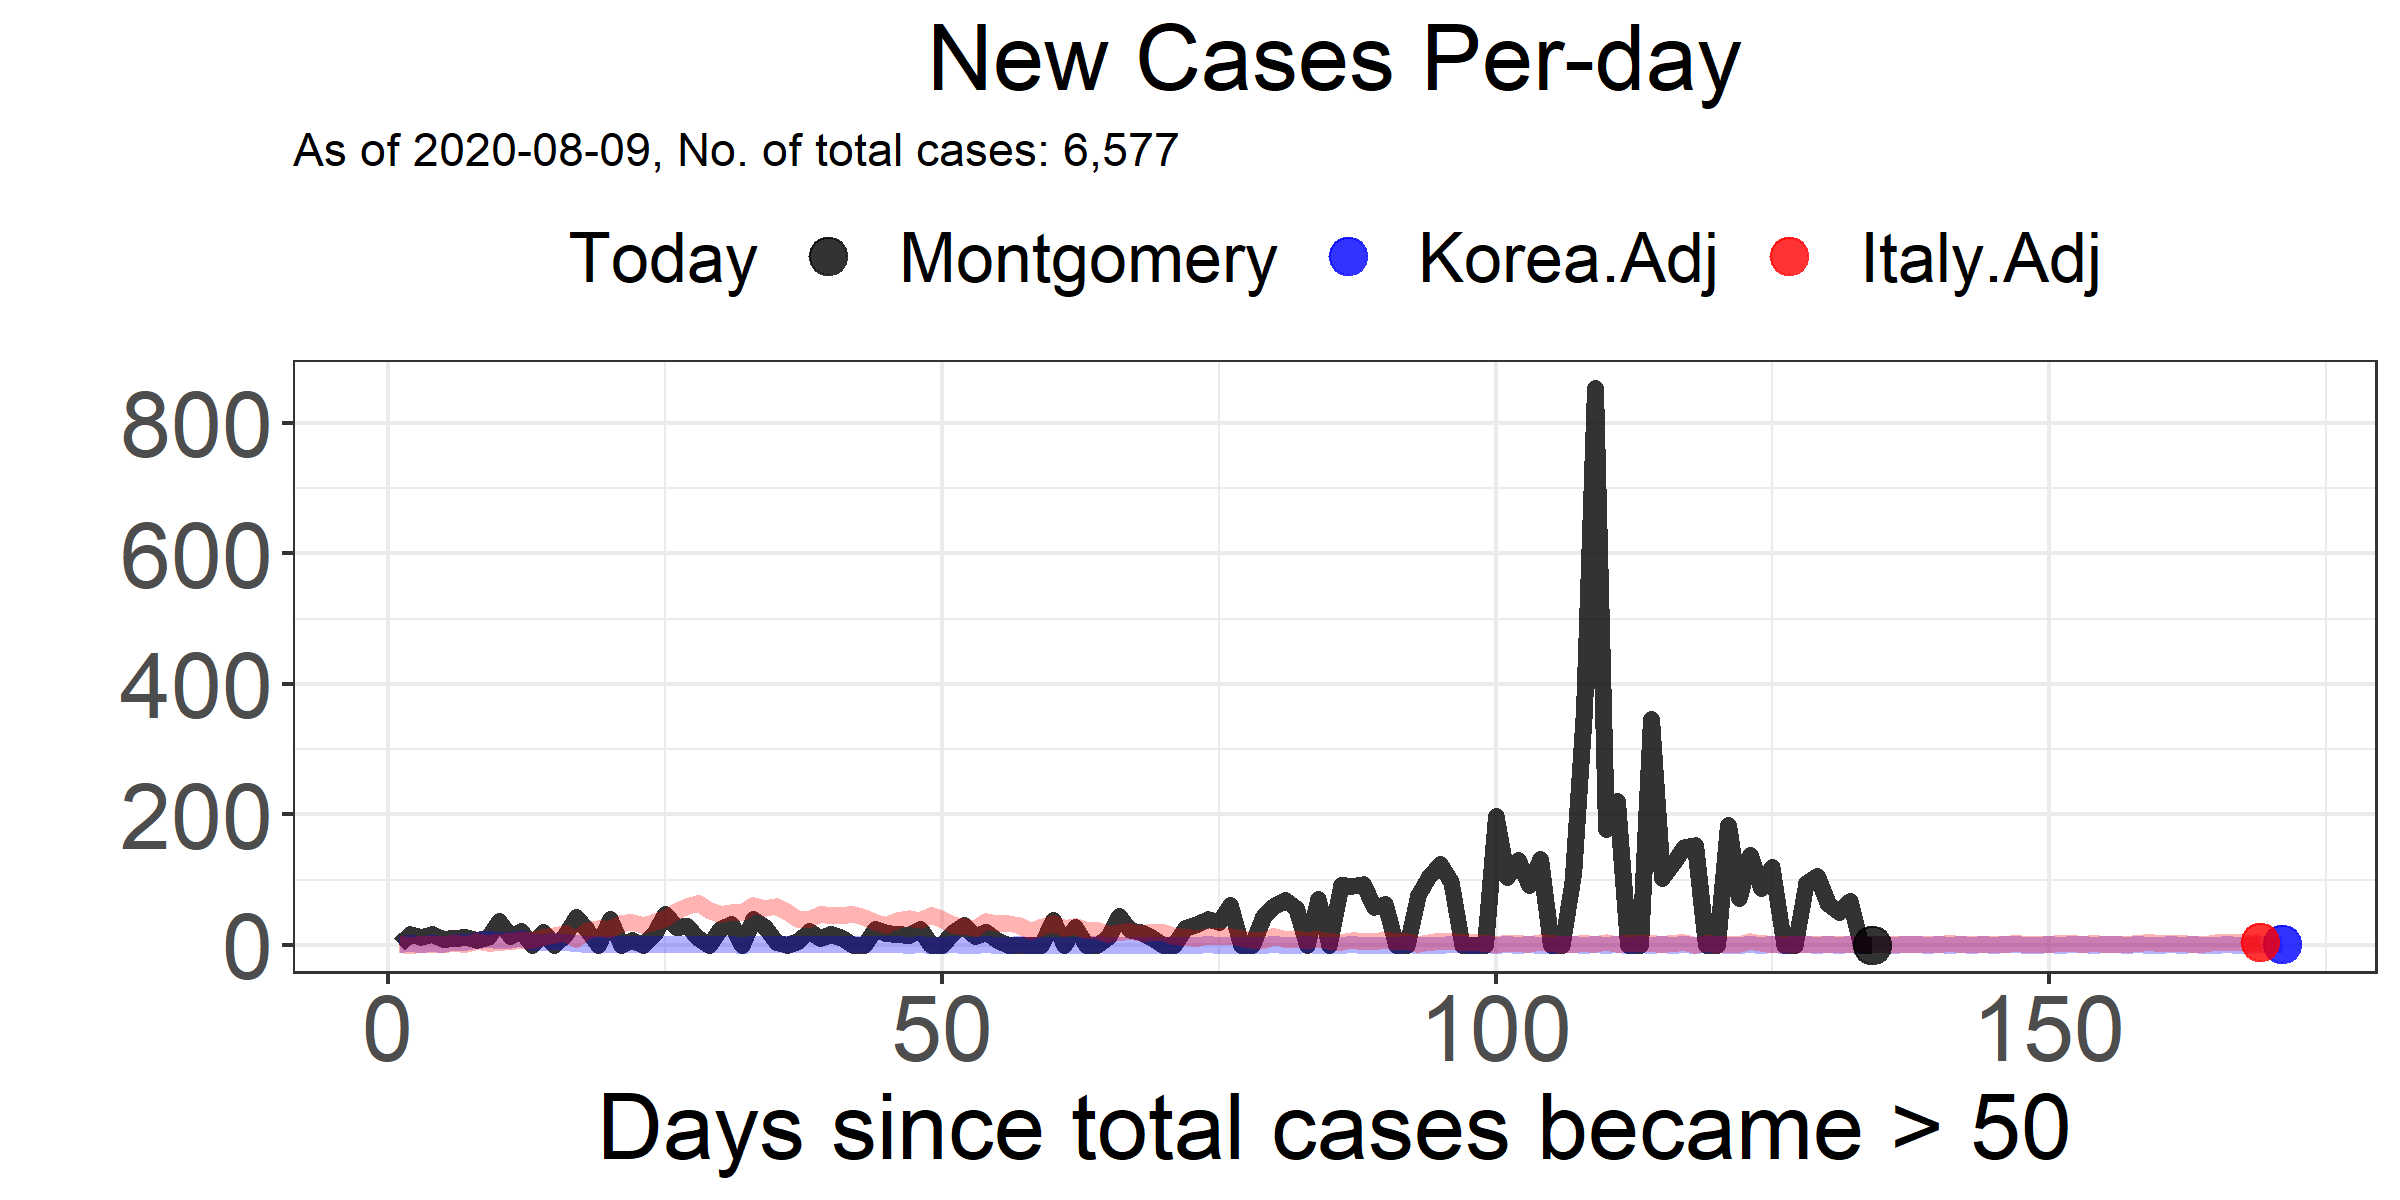 New Cases Per-day
As of 2020-08-09, No. of total cases: 6,577
Today Montgomery Korea.Adj Italy.Adj
800
600
400
200
0
0 50 100 150
Days since total cases became > 50